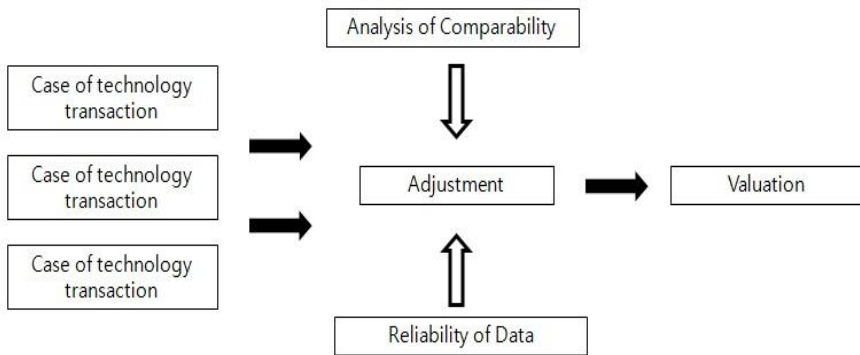 Analysis of Comparability
Case of technology
transaction
Case of technology
transaction
Adjustment
Valuation
Case of technology
transaction
Reliability of Data